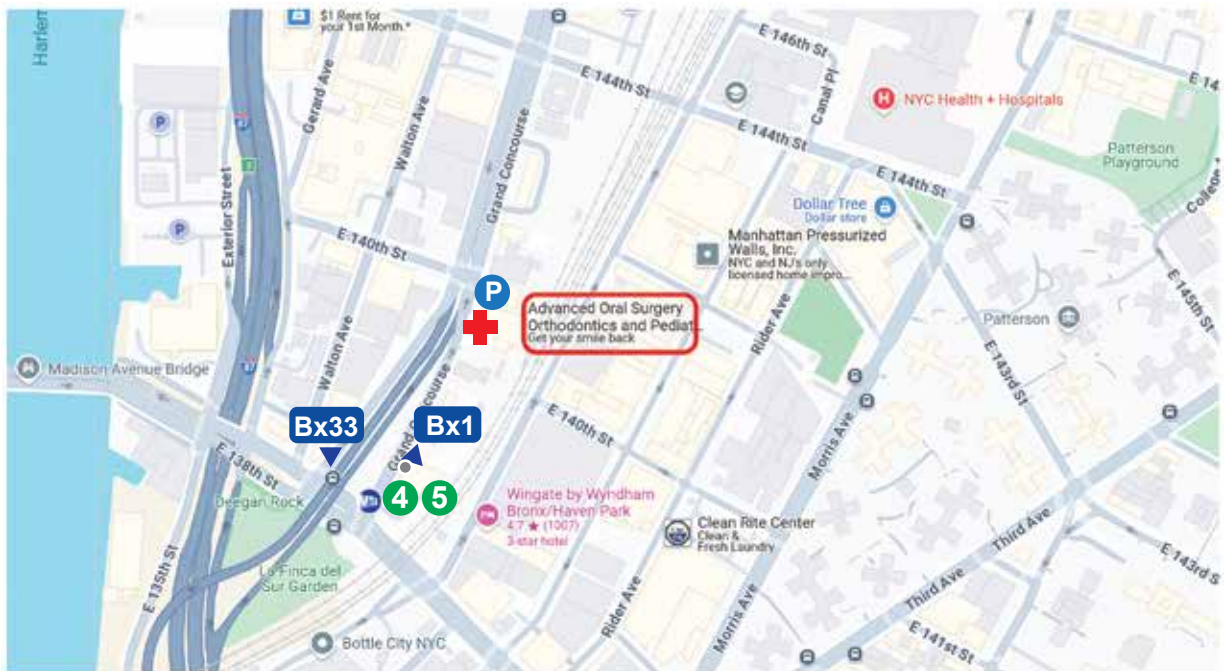 Harlem
$1 Rent for
your 1st Month.*
E 146th St
E 144th St
Canal Pl
NYC Health + Hospitals
E 14
Gerard Ave
Walton Ave
Grand Concourse
E 144th St
E 144th St
Patterson
Playground
College
P
P
Exterior Street
87
E 140th St
Dollar Tree
Dollar store
Manhattan Pressurized
Walls, Inc.
NYC and NJ's only
licensed home impro...
E 145th St
P
Advanced Oral Surgery
Orthodontics and Pediat...
Get your smile back
Rider Ave
Patterson
Madison Avenue Bridge
87
Walton Ave
E 143rd St
Grand Concourse
Bx33
Bx1
E 140th St
Morris Ave
E 138th St
Deegan Rock
4 5
Wingate by Wyndham
Bronx/Haven Park
4.7 ★ (1007)
3-star hotel
Clean Rite Center
Clean &
Fresh Laundry
Third Ave
E 143rd S
E 135th St
La Finca del
Sur Garden
Third Ave
Rider Ave
Morris Ave
E 141st St
Bottle City NYC
H